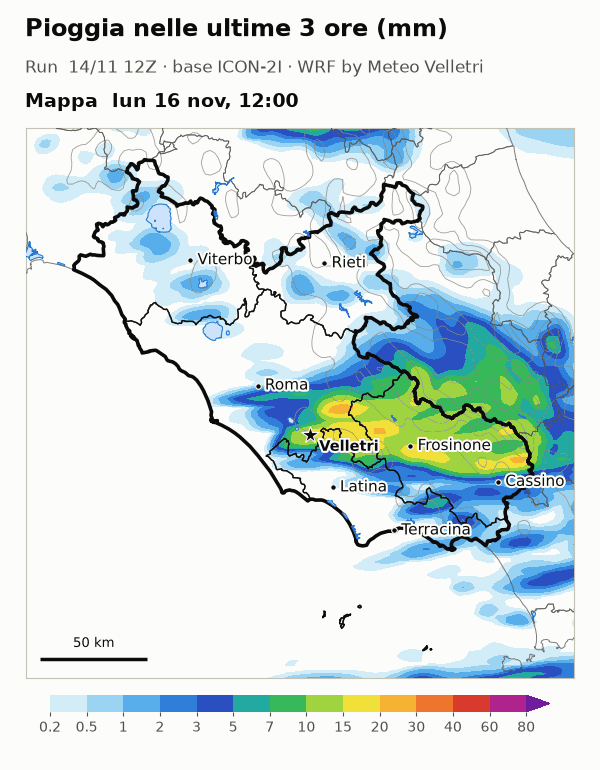 Pioggia nelle ultime 3 ore (mm)
Run  14/11 12Z · base ICON-2I · WRF by Meteo Velletri
Mappa  lun 16 nov, 12:00
Viterbo
Rieti
Roma
Velletri
Frosinone
Cassino
Latina
Terracina
50 km
0.2 0.5 1 2 3 5 7 10 15 20 30 40 60 80